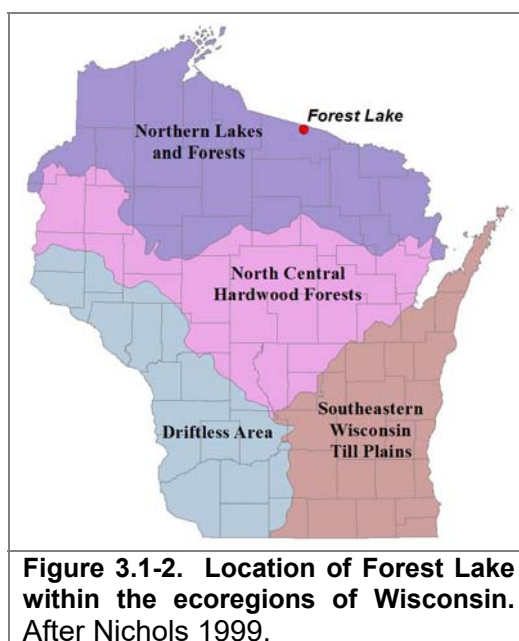 Forest Lake
Northern Lakes
and Forests
North Central
Hardwood Forests
Southeastern
Wisconsin
Till Plains
Driftless Area
Figure 3.1-2. Location of Forest Lake
within the ecoregions of Wisconsin.
After Nichols 1999.